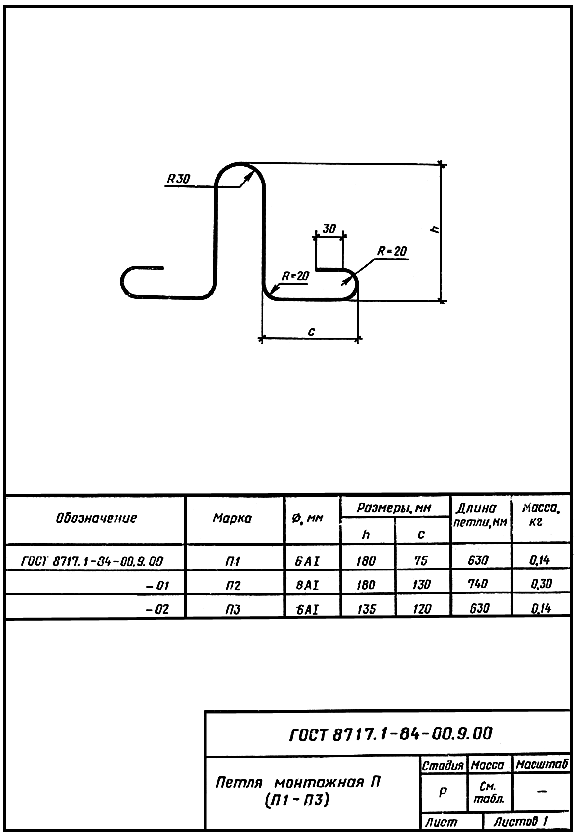 R30
30
R=20
R=20
h
c
Обозначение Марка Ø, мм Размеры, мм Длина петли, мм Масса, кг
h c
ГОСТ 8717.1-84-00.9.00 П1 6АI 180 75 630 0,14
-01 П2 8АI 180 130 740 0,30
-02 П3 6АI 135 120 630 0,14
ГОСТ 8717.1-84-00.9.00
Петля монтажная П
(П1-П3)
Стадия Масса Масштаб
Р См. табл. —
Лист Листов 1